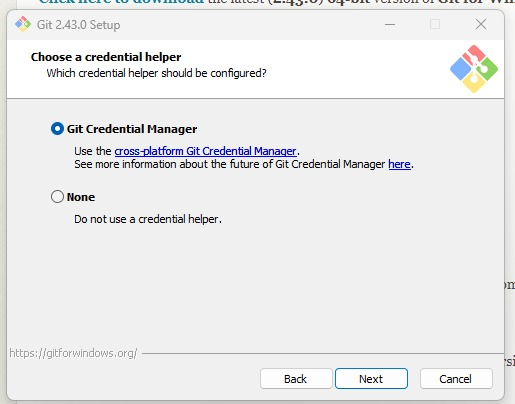 Click here to download the latest (2.43.0) 64-bit version of Git for Win
Git 2.43.0 Setup
Choose a credential helper
Which credential helper should be configured?
Git Credential Manager
Use the cross-platform Git Credential Manager.
See more information about the future of Git Credential Manager here.
None
Do not use a credential helper.
https://gitforwindows.org/
Back
Next
Cancel